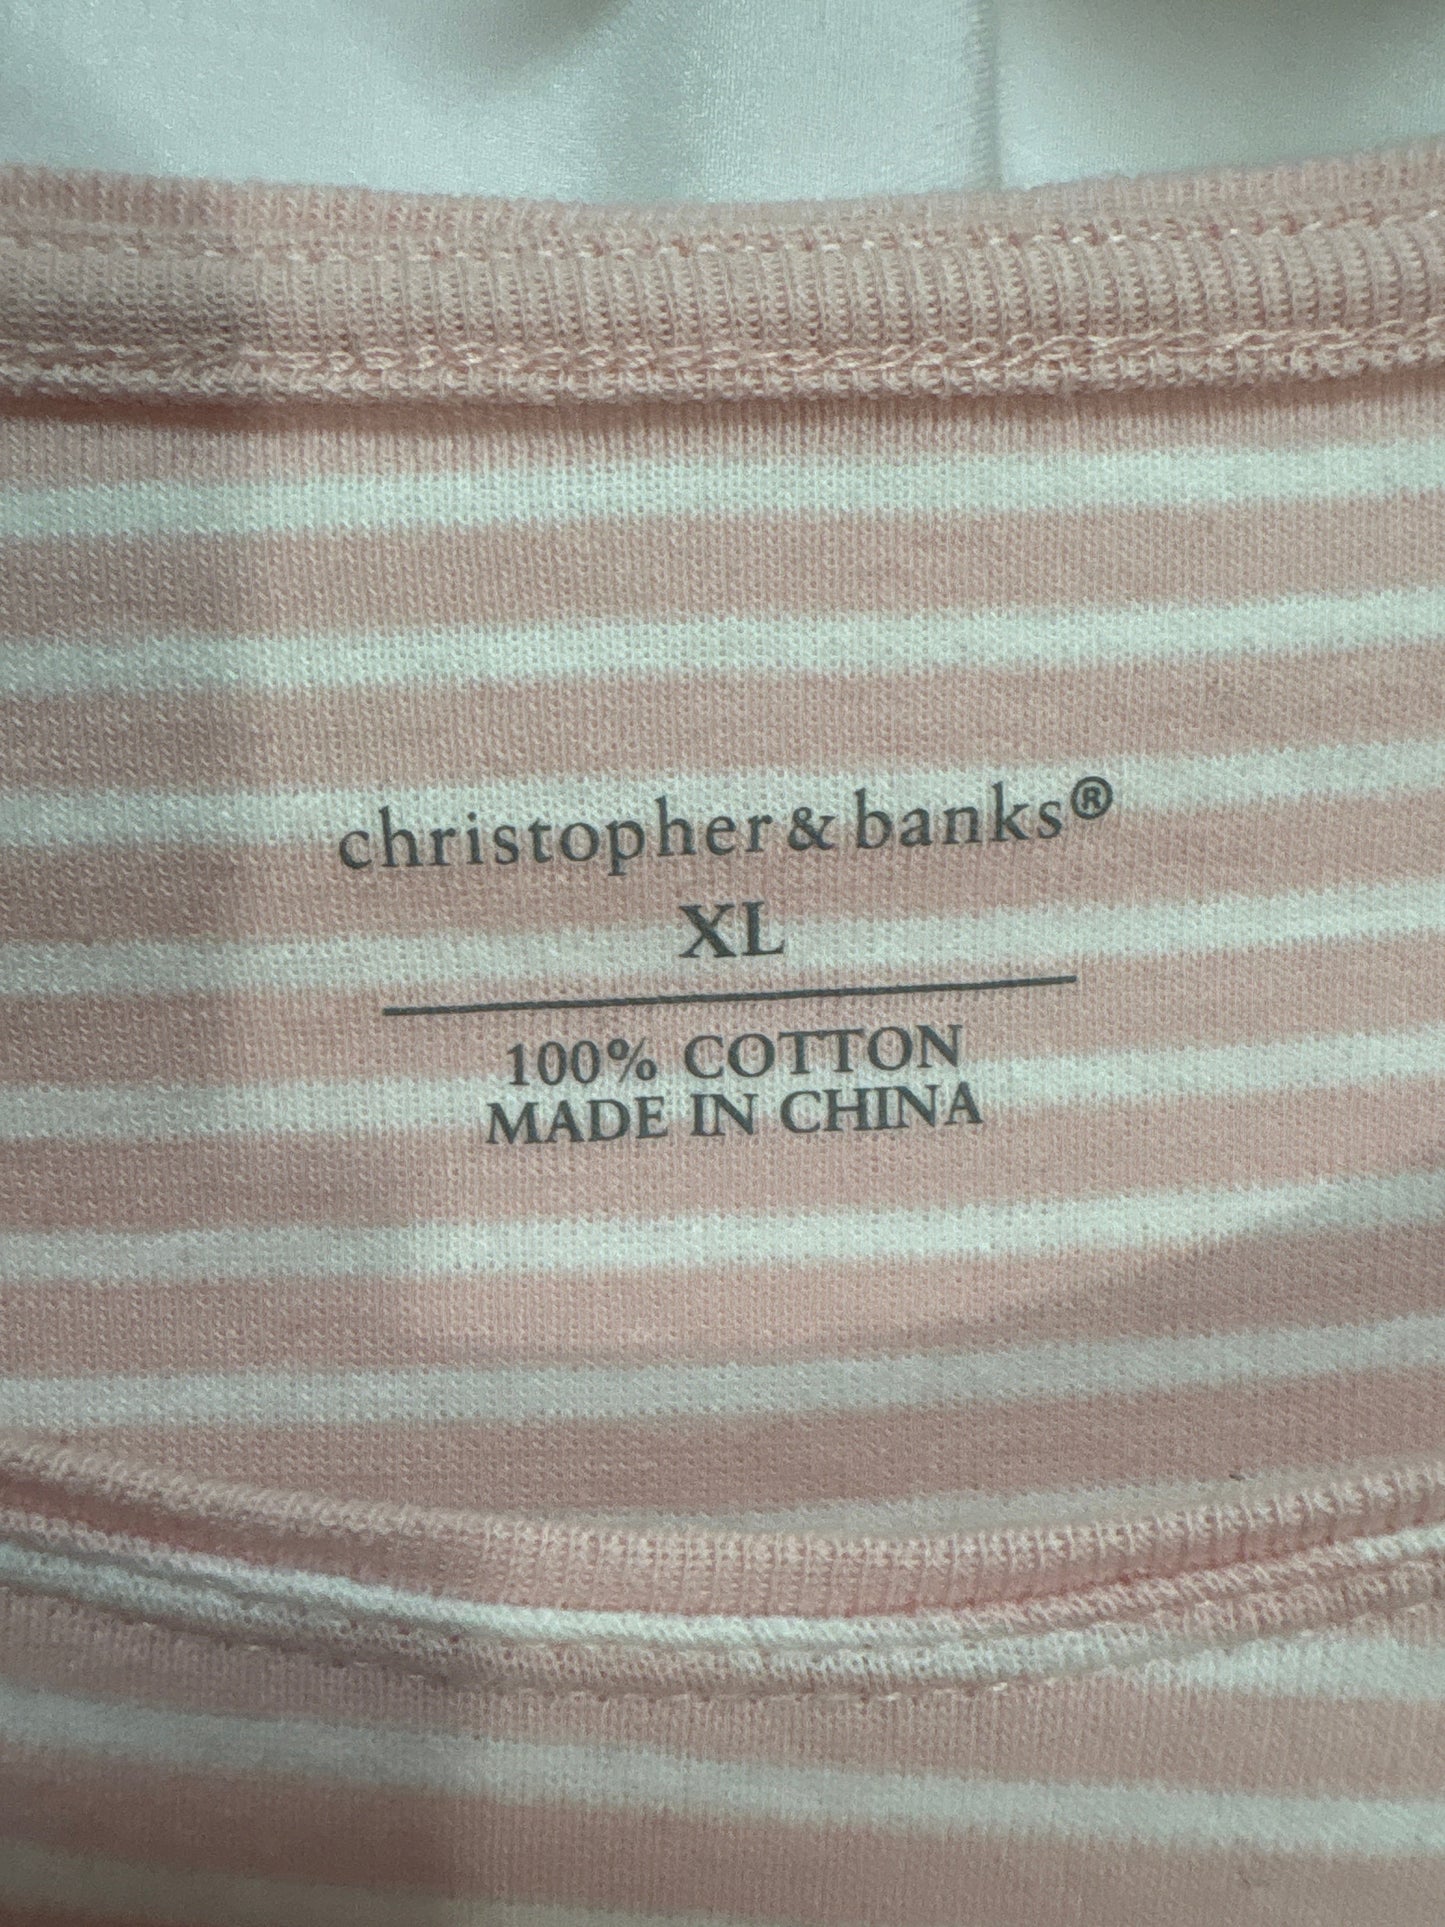 christopher & banks®
XL
100% COTTON
MADE IN CHINA